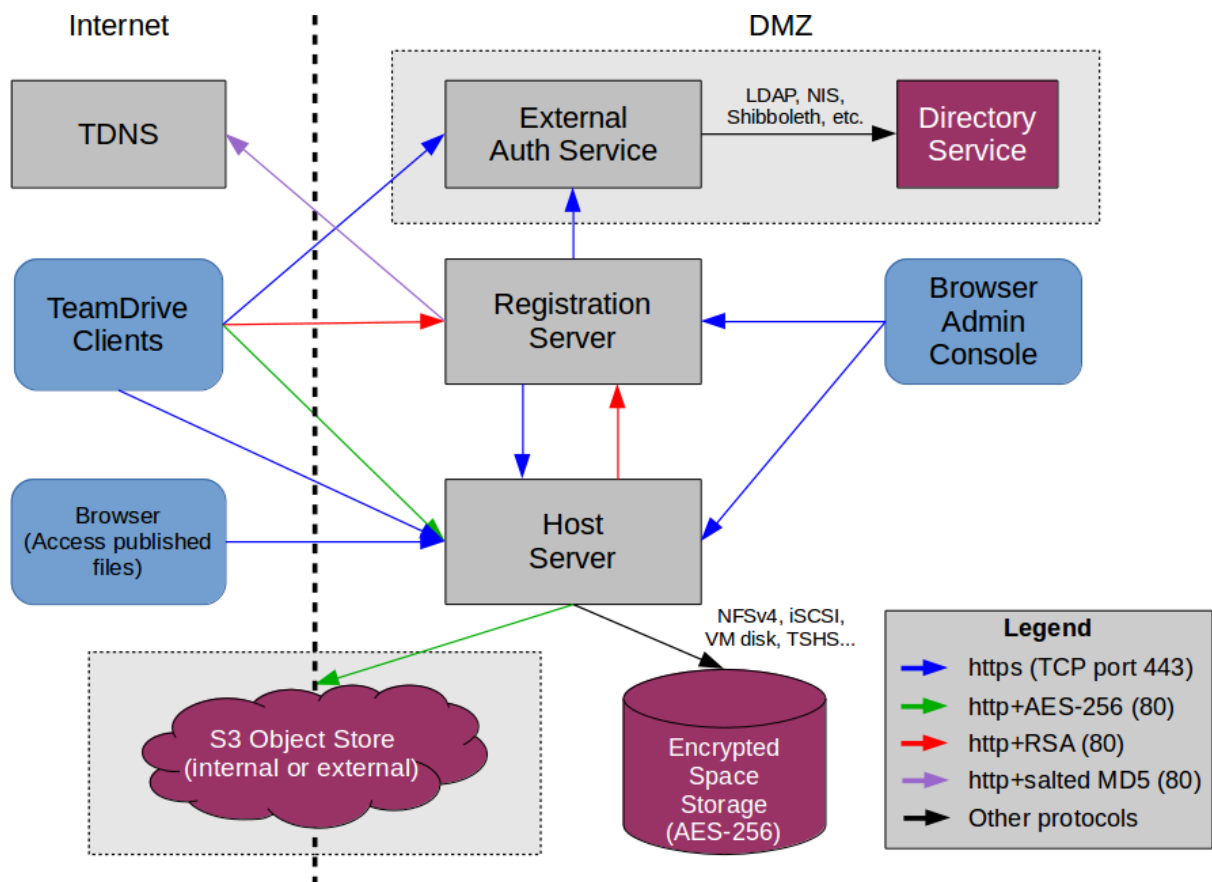 Internet
DMZ
TDNS
External
Auth Service
LDAP, NIS,
Shibboleth, etc.
Directory
Service
TeamDrive
Clients
Registration
Server
Browser
Admin
Console
Browser
(Access published
files)
Host
Server
NFSv4, iSCSI,
VM disk, TSHS...
S3 Object Store
(internal or external)
Encrypted
Space
Storage
(AES-256)
Legend
https (TCP port 443)
http+AES-256 (80)
http+RSA (80)
http+salted MD5 (80)
Other protocols